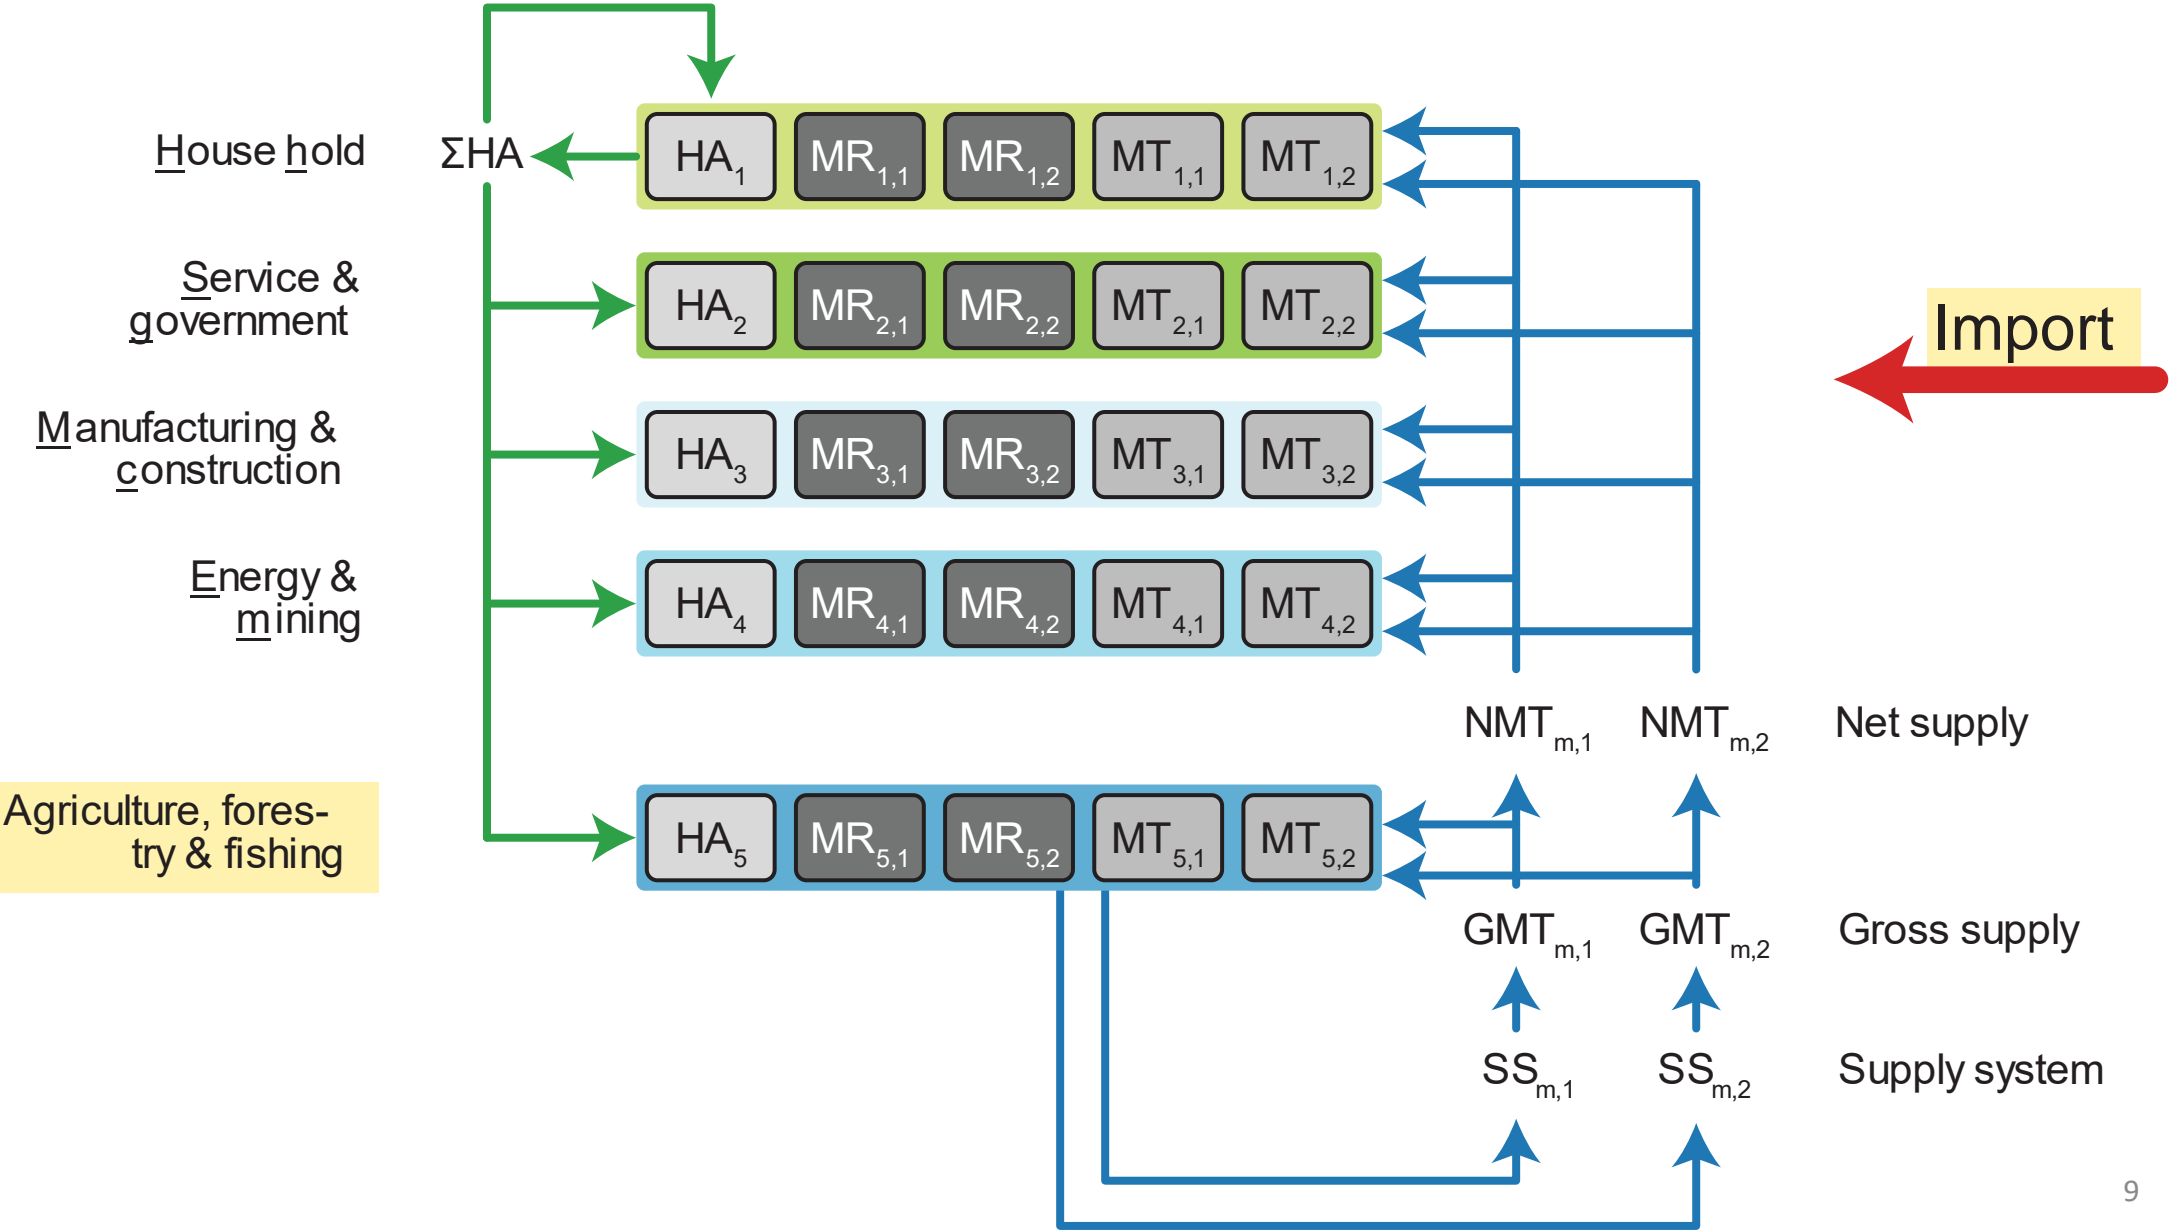 House hold
ΣHA
HA1 MR1,1 MR1,2 MT1,1 MT1,2
Service &
government
HA2 MR2,1 MR2,2 MT2,1 MT2,2
Import
Manufacturing &
construction
HA3 MR3,1 MR3,2 MT3,1 MT3,2
Energy &
mining
HA4 MR4,1 MR4,2 MT4,1 MT4,2
NMTm,1 NMTm,2 Net supply
Agriculture, fores-
try & fishing
HA5 MR5,1 MR5,2 MT5,1 MT5,2
GMTm,1 GMTm,2 Gross supply
SSm,1 SSm,2 Supply system
9